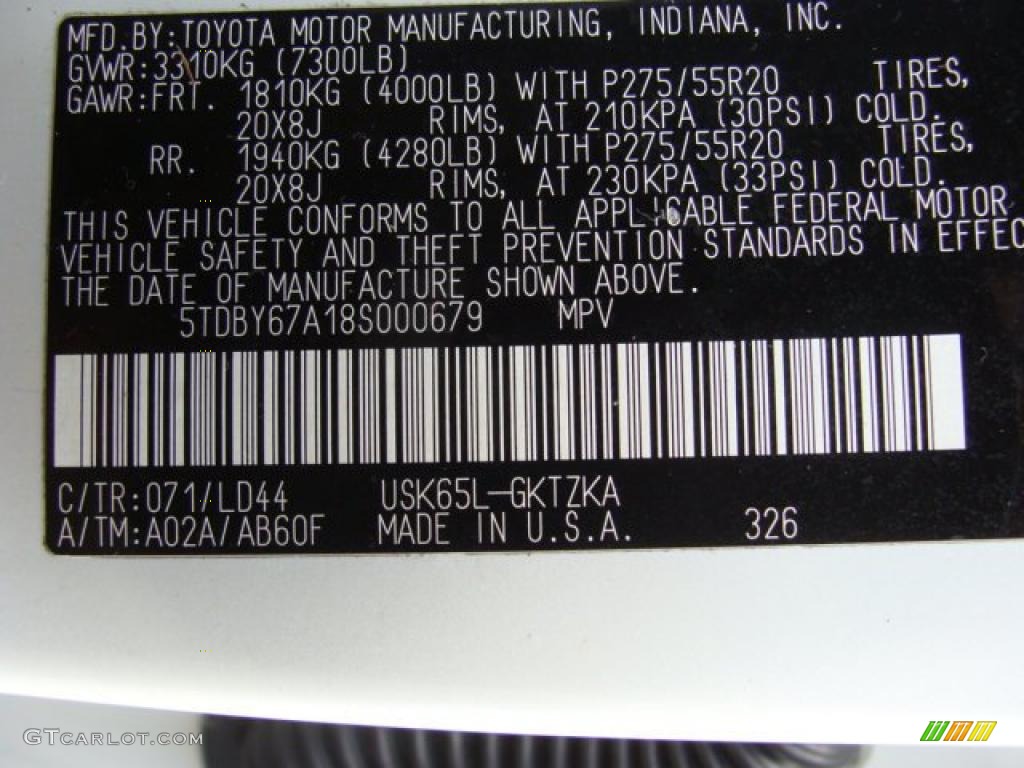 MFD.BY:TOYOTA MOTOR MANUFACTURING, INDIANA, INC.
GVWR:3310KG (7300LB)
GAWR:FRT. 1810KG (4000LB) WITH P275/55R20 TIRES,
20X8J RIMS, AT 210KPA (30PSI) COLD.
RR. 1940KG (4280LB) WITH P275/55R20 TIRES,
20X8J RIMS, AT 230KPA (33PSI) COLD.
THIS VEHICLE CONFORMS TO ALL APPLICABLE FEDERAL MOTOR
VEHICLE SAFETY AND THEFT PREVENTION STANDARDS IN EFFEC
THE DATE OF MANUFACTURE SHOWN ABOVE.
5TDBY67A18S000679 MPV
C/TR:071/LD44 USK65L-GKTZKA
A/TM:A02A/AB60F MADE IN U.S.A. 326
GTCARLOT.COM